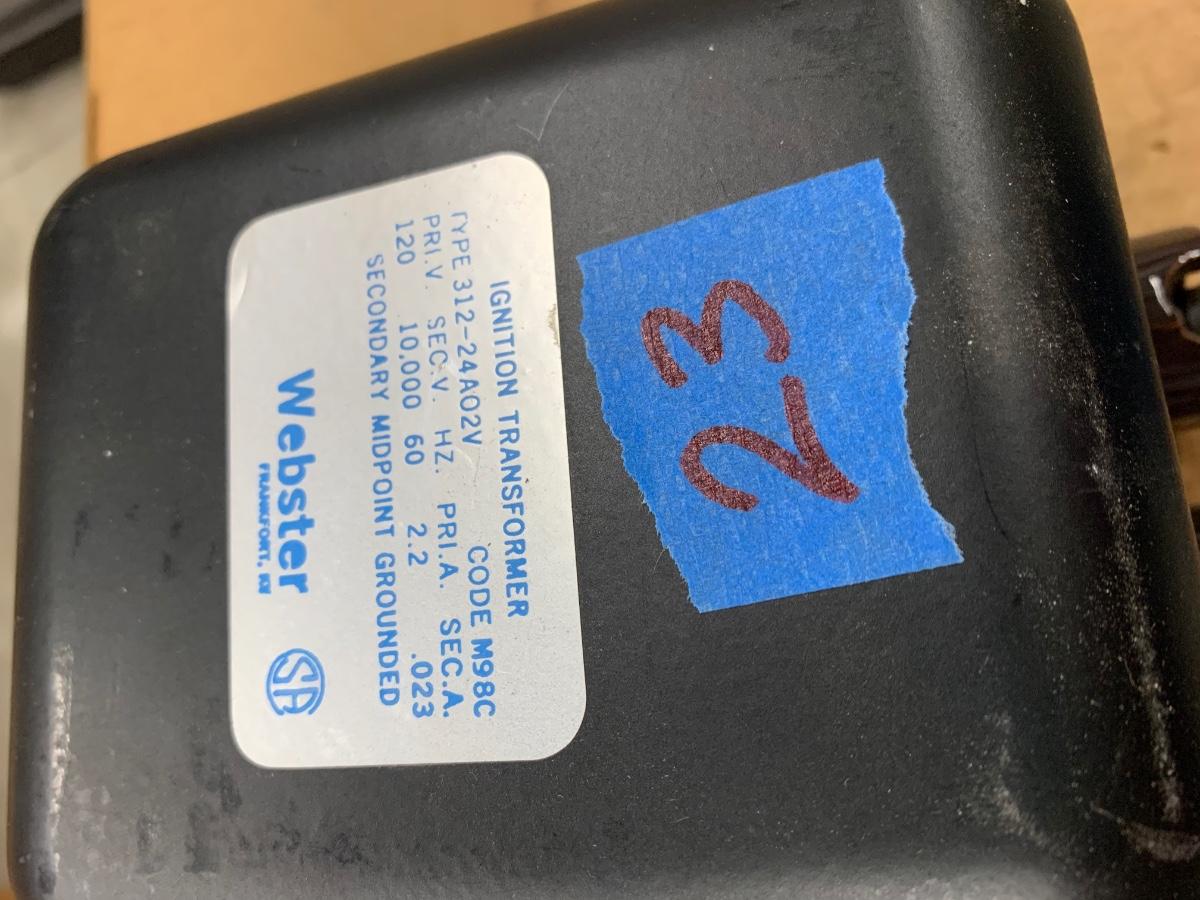 23
IGNITION TRANSFORMER
TYPE 312-24A02V CODE M98C
PRI.V. SEC.V. HZ. PRI.A. SEC.A.
120 10,000 60 2.2 .023
SECONDARY MIDPOINT GROUNDED
Webster
FRANKFORT, KY
SA